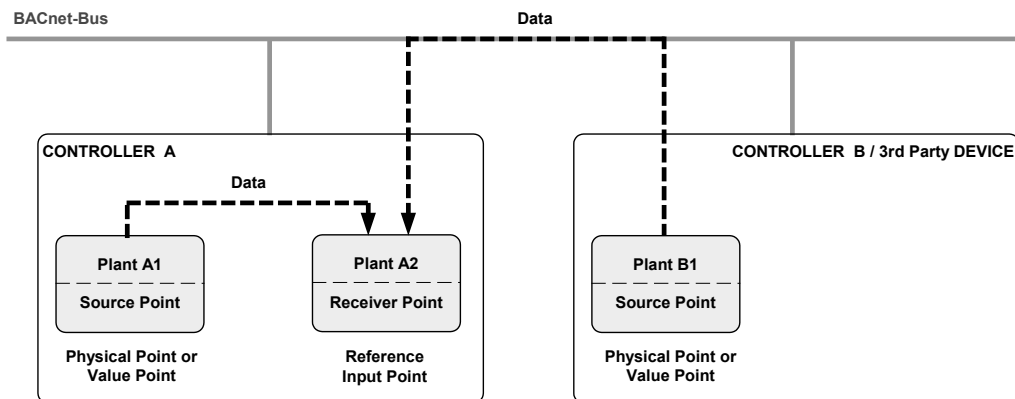 BACnet-Bus
Data
CONTROLLER A
CONTROLLER B / 3rd Party DEVICE
Data
Plant A1
Source Point
Plant A2
Receiver Point
Plant B1
Source Point
Physical Point or
Value Point
Reference
Input Point
Physical Point or
Value Point